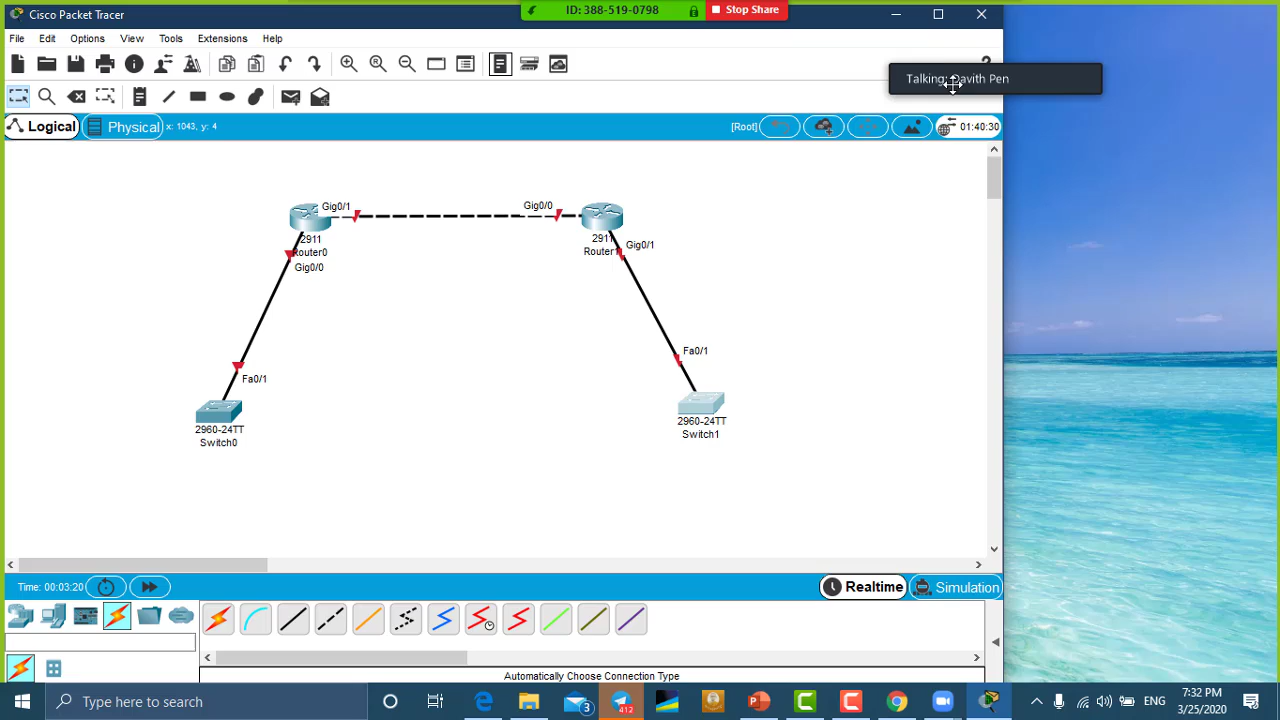 ID: 388-519-0798
Stop Share
Cisco Packet Tracer
File Edit Options View Tools Extensions Help
?
Talking: Davith Pen
Logical
Physical
x: 1043, y: 4
[Root]
01:40:30
Gig0/1
Gig0/0
2911
Router0
Gig0/0
2911
Router1
Gig0/1
Fa0/1
Fa0/1
2960-24TT
Switch0
2960-24TT
Switch1
Time: 00:03:20
Realtime
Simulation
Automatically Choose Connection Type
Type here to search
3
412
ENG
7:32 PM
3/25/2020